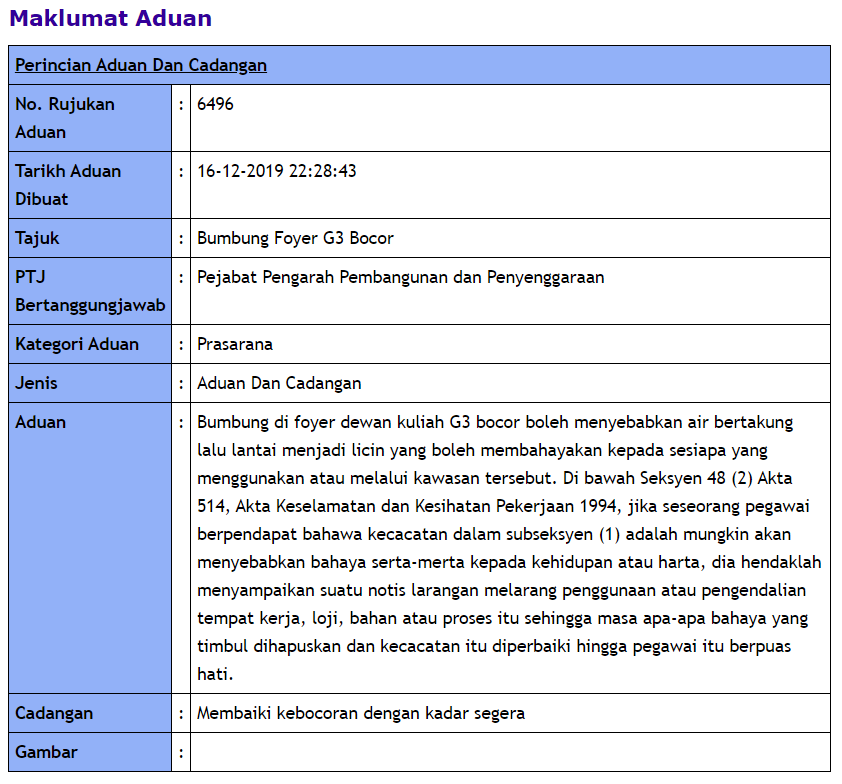 Maklumat Aduan
Perincian Aduan Dan Cadangan
No. Rujukan Aduan : 6496
Tarikh Aduan Dibuat : 16-12-2019 22:28:43
Tajuk : Bumbung Foyer G3 Bocor
PTJ Bertanggungjawab : Pejabat Pengarah Pembangunan dan Penyenggaraan
Kategori Aduan : Prasarana
Jenis : Aduan Dan Cadangan
Aduan : Bumbung di foyer dewan kuliah G3 bocor boleh menyebabkan air bertakung
lalu lantai menjadi licin yang boleh membahayakan kepada sesiapa yang
menggunakan atau melalui kawasan tersebut. Di bawah Seksyen 48 (2) Akta
514, Akta Keselamatan dan Kesihatan Pekerjaan 1994, jika seseorang pegawai
berpendapat bahawa kecacatan dalam subseksyen (1) adalah mungkin akan
menyebabkan bahaya serta-merta kepada kehidupan atau harta, dia hendaklah
menyampaikan suatu notis larangan melarang penggunaan atau pengendalian
tempat kerja, loji, bahan atau proses itu sehingga masa apa-apa bahaya yang
timbul dihapuskan dan kecacatan itu diperbaiki hingga pegawai itu berpuas
hati.
Cadangan : Membaiki kebocoran dengan kadar segera
Gambar :